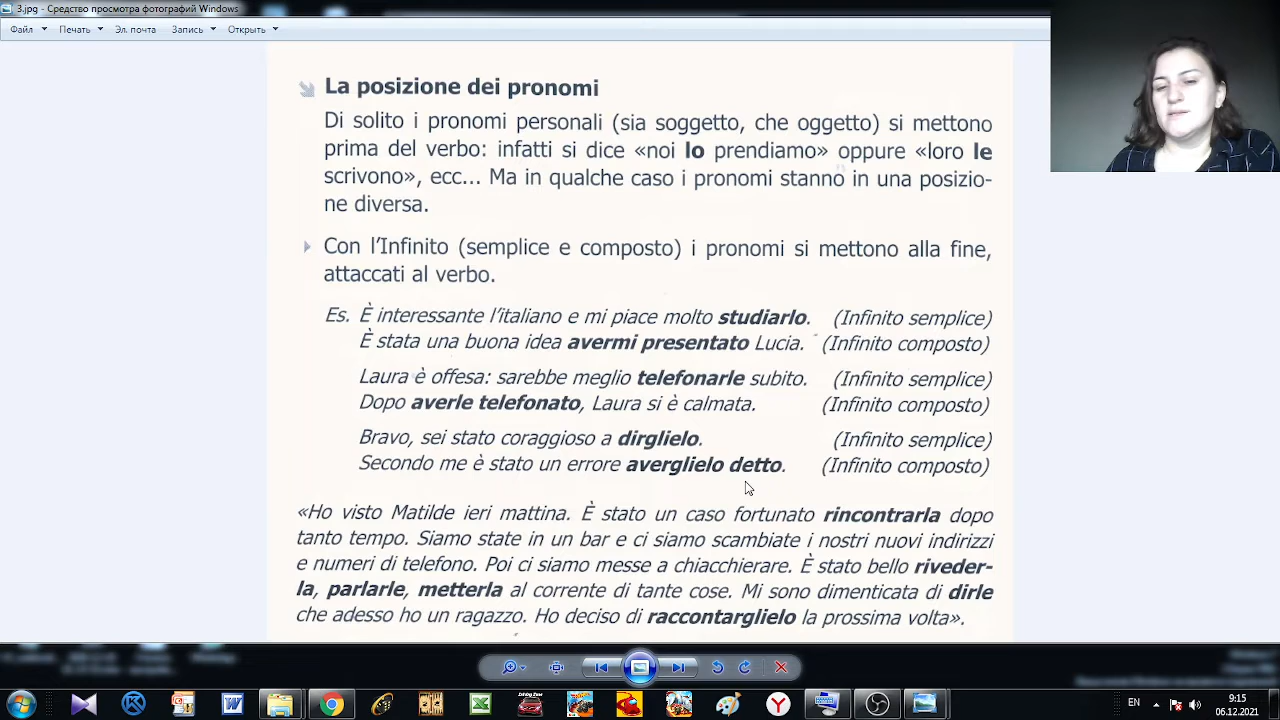 3.jpg - Средство просмотра фотографий Windows
Файл Печать Эл. почта Запись Открыть
La posizione dei pronomi
Di solito i pronomi personali (sia soggetto, che oggetto) si mettono
prima del verbo: infatti si dice «noi lo prendiamo» oppure «loro le
scrivono», ecc... Ma in qualche caso i pronomi stanno in una posizio-
ne diversa.
Con l'Infinito (semplice e composto) i pronomi si mettono alla fine,
attaccati al verbo.
Es. È interessante l'italiano e mi piace molto studiarlo. (Infinito semplice)
È stata una buona idea avermi presentato Lucia. (Infinito composto)
Laura è offesa: sarebbe meglio telefonarle subito. (Infinito semplice)
Dopo averle telefonato, Laura si è calmata. (Infinito composto)
Bravo, sei stato coraggioso a dirglielo. (Infinito semplice)
Secondo me è stato un errore averglielo detto. (Infinito composto)
«Ho visto Matilde ieri mattina. È stato un caso fortunato rincontrarla dopo
tanto tempo. Siamo state in un bar e ci siamo scambiate i nostri nuovi indirizzi
e numeri di telefono. Poi ci siamo messe a chiacchierare. È stato bello riveder-
la, parlarle, metterla al corrente di tante cose. Mi sono dimenticata di dirle
che adesso ho un ragazzo. Ho deciso di raccontarglielo la prossima volta».
EN
9:15
06.12.2021